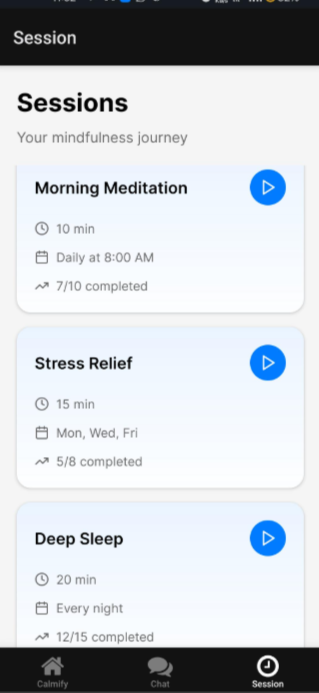 Session
Sessions
Your mindfulness journey
Morning Meditation
10 min
Daily at 8:00 AM
7/10 completed
Stress Relief
15 min
Mon, Wed, Fri
5/8 completed
Deep Sleep
20 min
Every night
12/15 completed
Calmify
Chat
Session